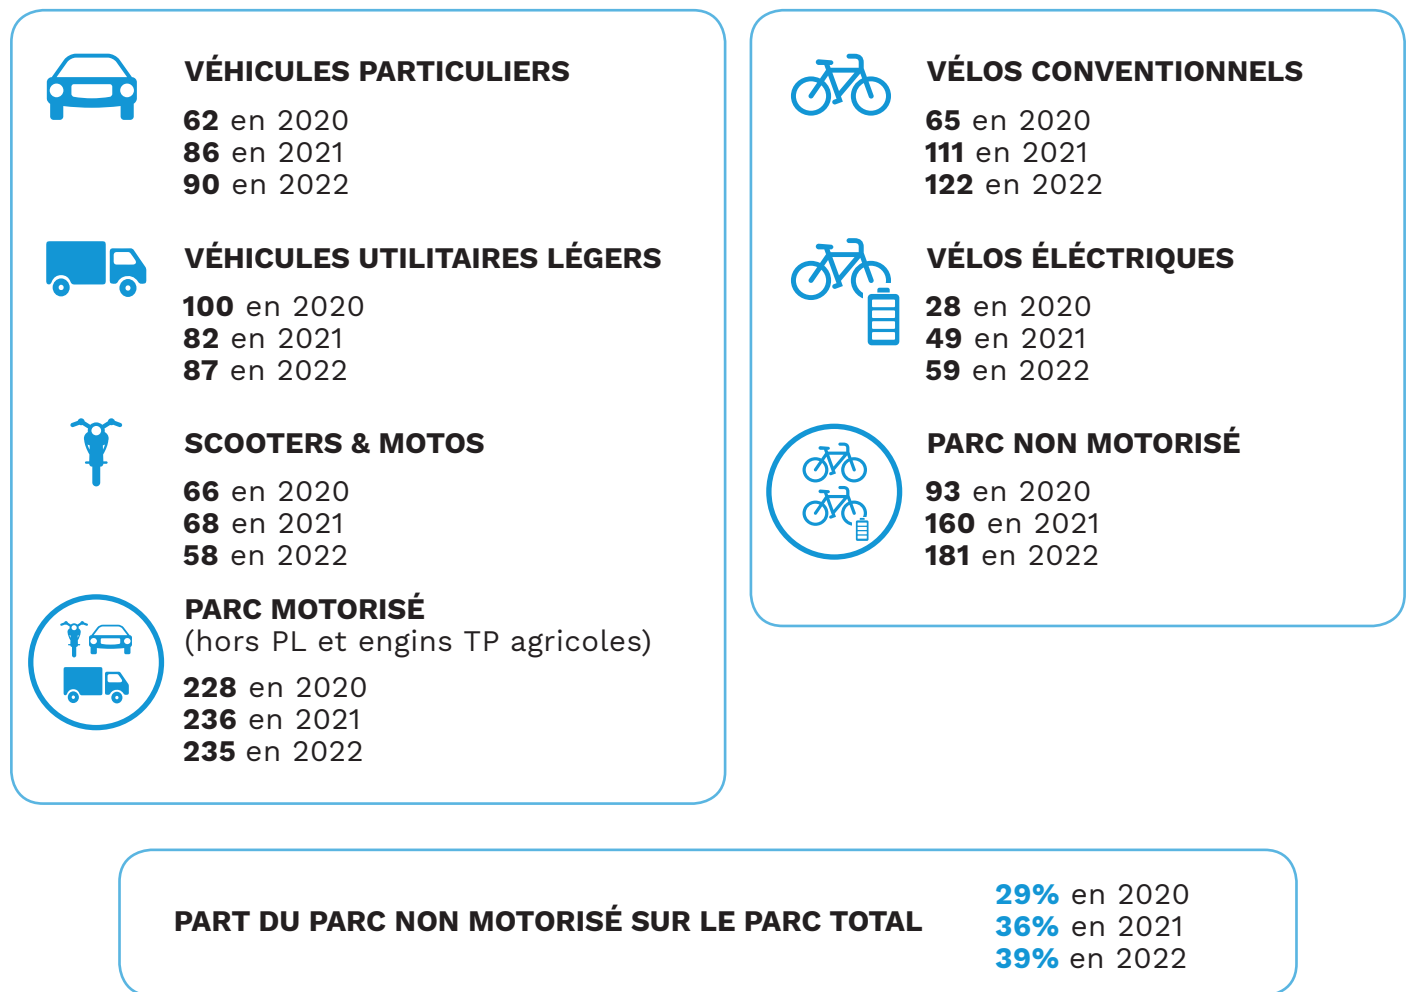 VÉHICULES PARTICULIERS
62 en 2020
86 en 2021
90 en 2022
VÉHICULES UTILITAIRES LÉGERS
100 en 2020
82 en 2021
87 en 2022
SCOOTERS & MOTOS
66 en 2020
68 en 2021
58 en 2022
PARC MOTORISÉ
(hors PL et engins TP agricoles)
228 en 2020
236 en 2021
235 en 2022
VÉLOS CONVENTIONNELS
65 en 2020
111 en 2021
122 en 2022
VÉLOS ÉLÉCTRIQUES
28 en 2020
49 en 2021
59 en 2022
PARC NON MOTORISÉ
93 en 2020
160 en 2021
181 en 2022
PART DU PARC NON MOTORISÉ SUR LE PARC TOTAL
29% en 2020
36% en 2021
39% en 2022